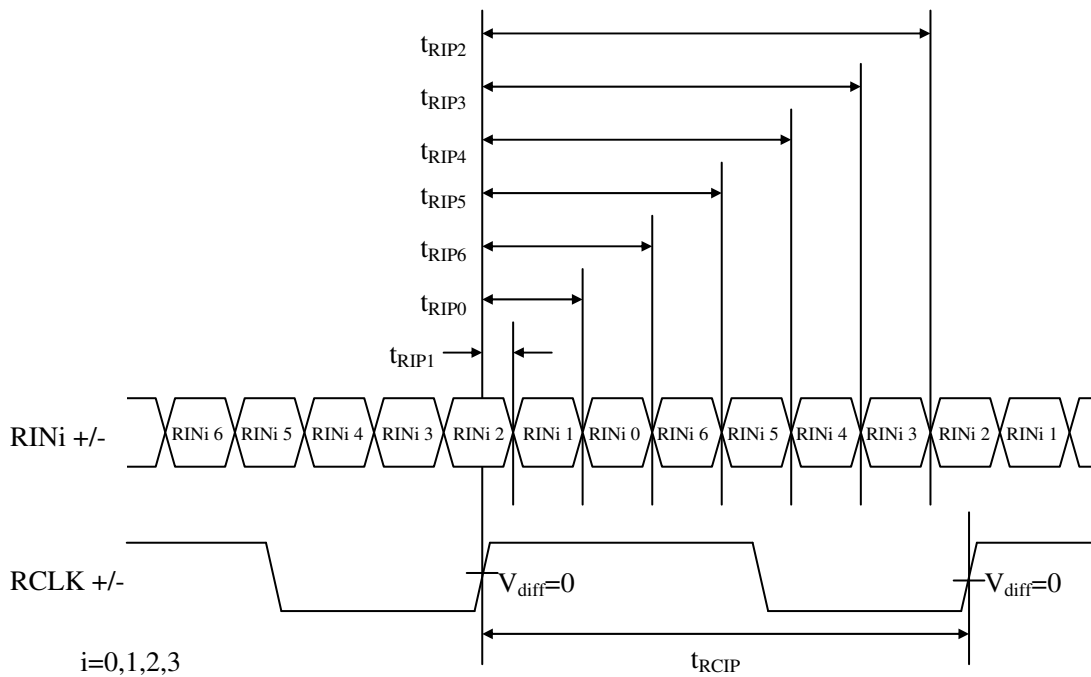 tRIP2
tRIP3
tRIP4
tRIP5
tRIP6
tRIP0
tRIP1
RINi +/- RINi 6 RINi 5 RINi 4 RINi 3 RINi 2 RINi 1 RINi 0 RINi 6 RINi 5 RINi 4 RINi 3 RINi 2 RINi 1
RCLK +/- Vdiff=0 Vdiff=0
i=0,1,2,3 tRCIP